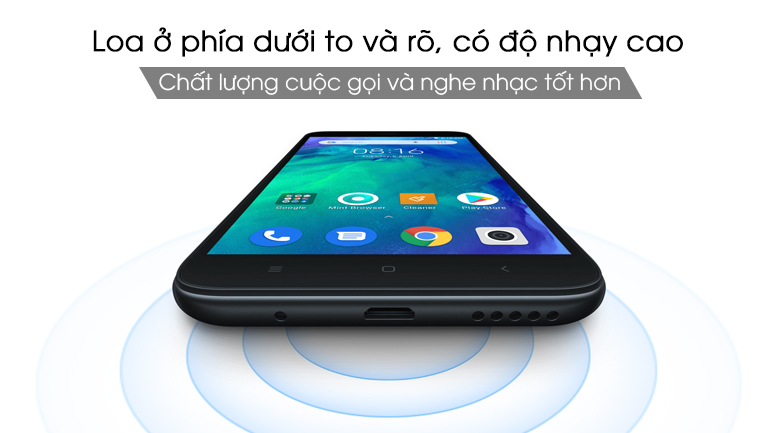 Loa ở phía dưới to và rõ, có độ nhạy cao
Chất lượng cuộc gọi và nghe nhạc tốt hơn
08:16
Google Mint Browser Cleaner Play Store